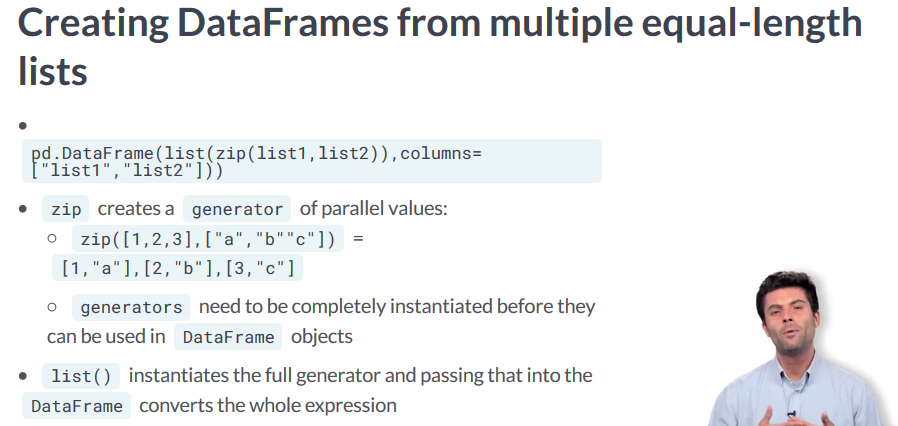 Creating DataFrames from multiple equal-length
lists
•
pd.DataFrame(list(zip(list1,list2)),columns=
["list1","list2"]))
• zip creates a generator of parallel values:
○ zip([1,2,3],["a","b""c"]) =
[1,"a"],[2,"b"],[3,"c"]
○ generators need to be completely instantiated before they
can be used in DataFrame objects
• list() instantiates the full generator and passing that into the
DataFrame converts the whole expression